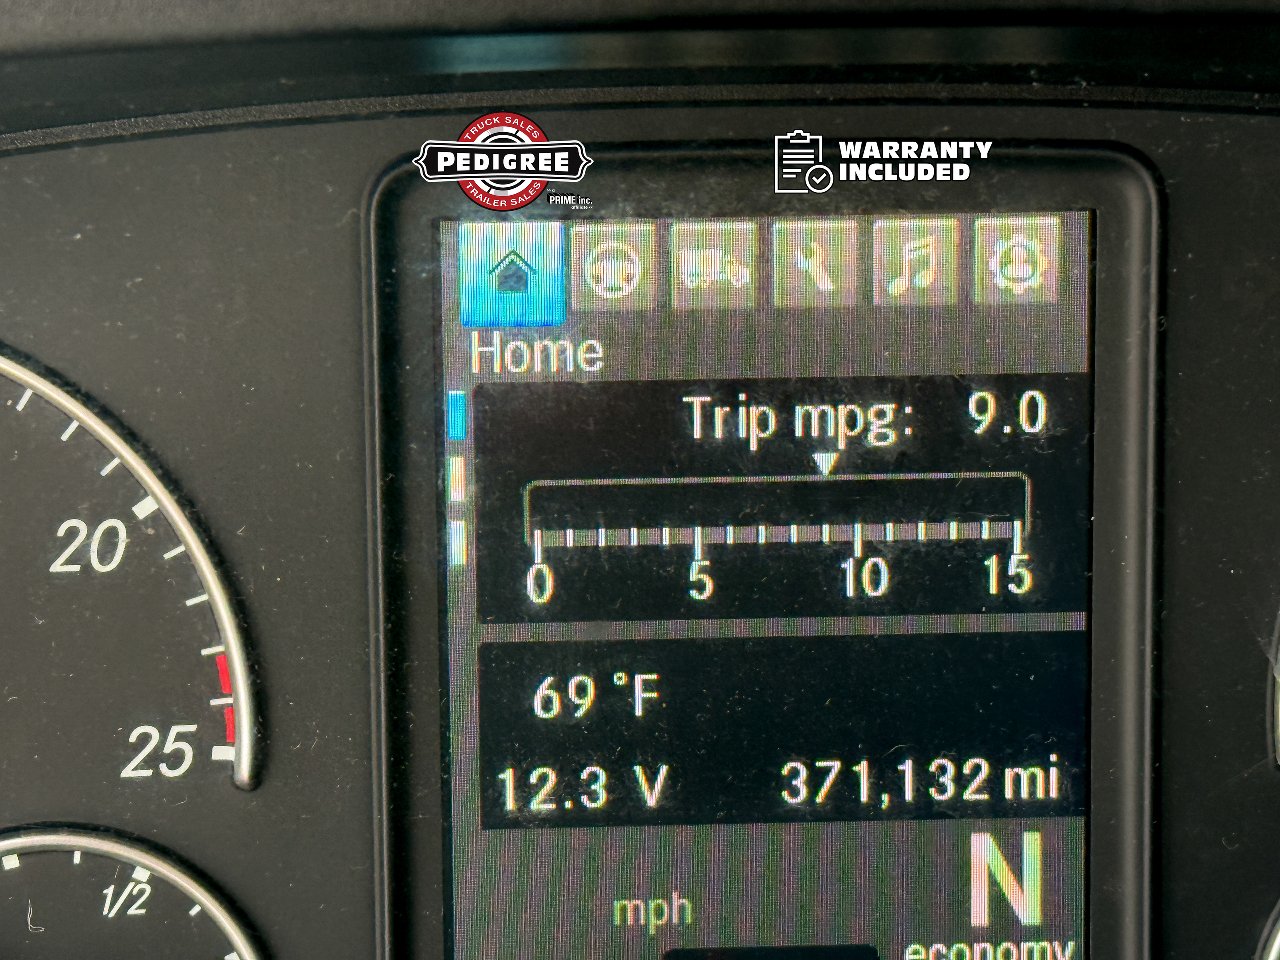 TRUCK SALES
PEDIGREE
TRAILER SALES
PRIME inc.
WARRANTY
INCLUDED
Home
Trip mpg: 9.0
0 5 10 15
20
69 °F
25
12.3 V 371,132 mi
N
1/2
mph
economy